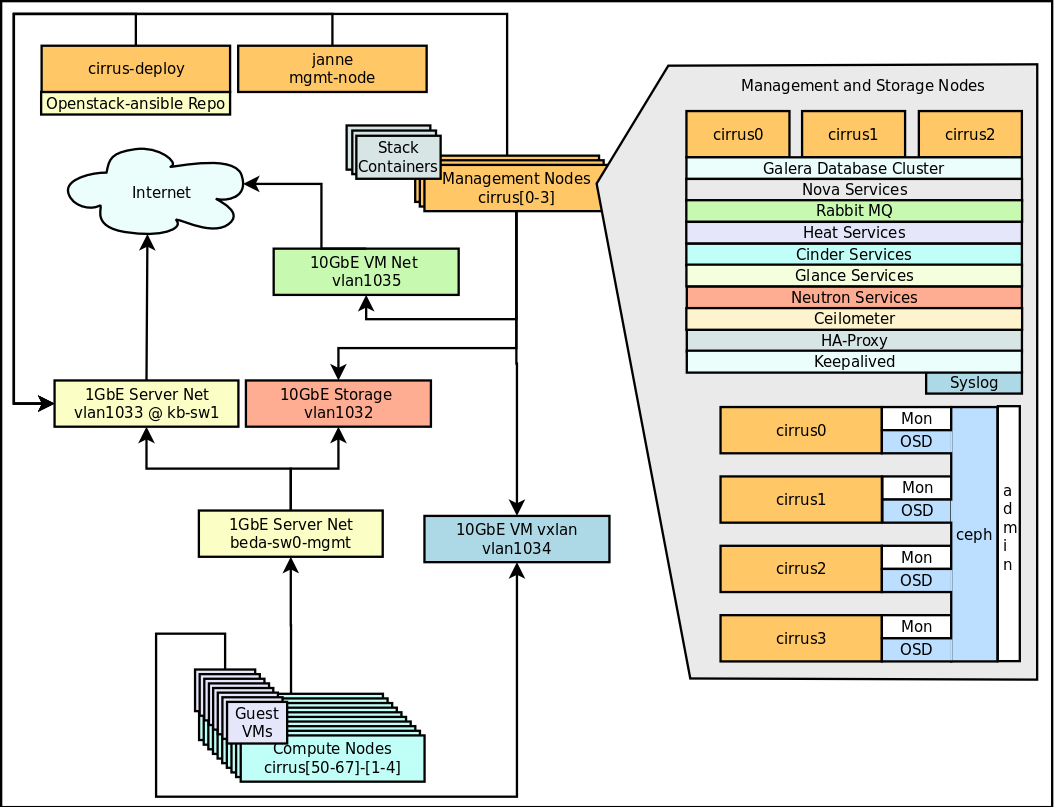 cirrus-deploy
Openstack-ansible Repo
janne
mgmt-node
Stack
Containers
Management Nodes
cirrus[0-3]
Internet
10GbE VM Net
vlan1035
1GbE Server Net
vlan1033 @ kb-sw1
10GbE Storage
vlan1032
1GbE Server Net
beda-sw0-mgmt
10GbE VM vxlan
vlan1034
Guest
VMs
Compute Nodes
cirrus[50-67]-[1-4]
Management and Storage Nodes
cirrus0
cirrus1
cirrus2
Galera Database Cluster
Nova Services
Rabbit MQ
Heat Services
Cinder Services
Glance Services
Neutron Services
Ceilometer
HA-Proxy
Keepalived
Syslog
cirrus0
Mon
OSD
cirrus1
Mon
OSD
cirrus2
Mon
OSD
cirrus3
Mon
OSD
ceph
admin